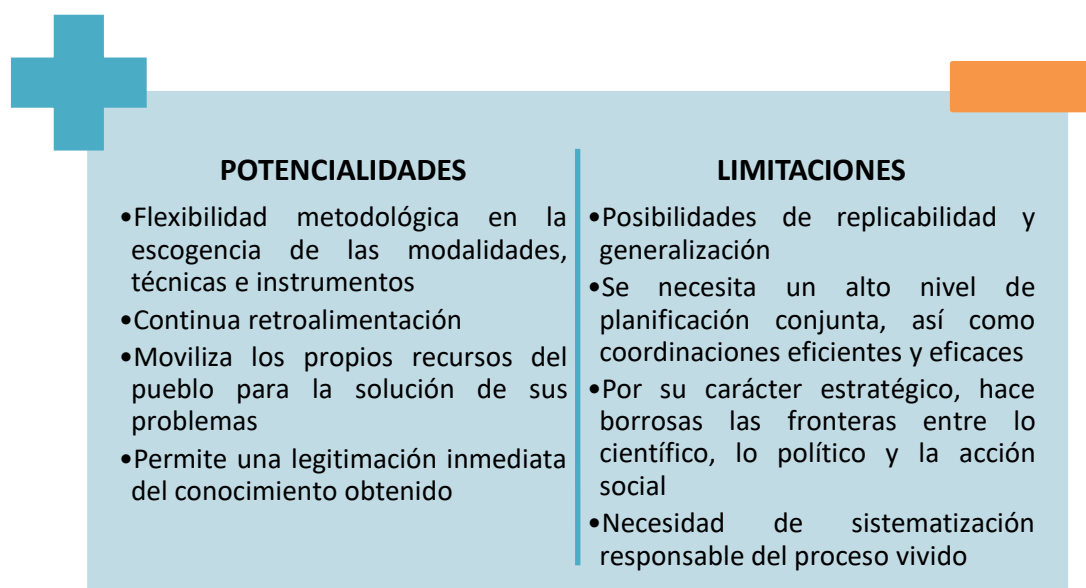 POTENCIALIDADES
•Flexibilidad metodológica en la
escogencia de las modalidades,
técnicas e instrumentos
•Continua retroalimentación
•Moviliza los propios recursos del
pueblo para la solución de sus
problemas
•Permite una legitimación inmediata
del conocimiento obtenido
LIMITACIONES
•Posibilidades de replicabilidad y
generalización
•Se necesita un alto nivel de
planificación conjunta, así como
coordinaciones eficientes y eficaces
•Por su carácter estratégico, hace
borrosas las fronteras entre lo
científico, lo político y la acción
social
•Necesidad de sistematización
responsable del proceso vivido